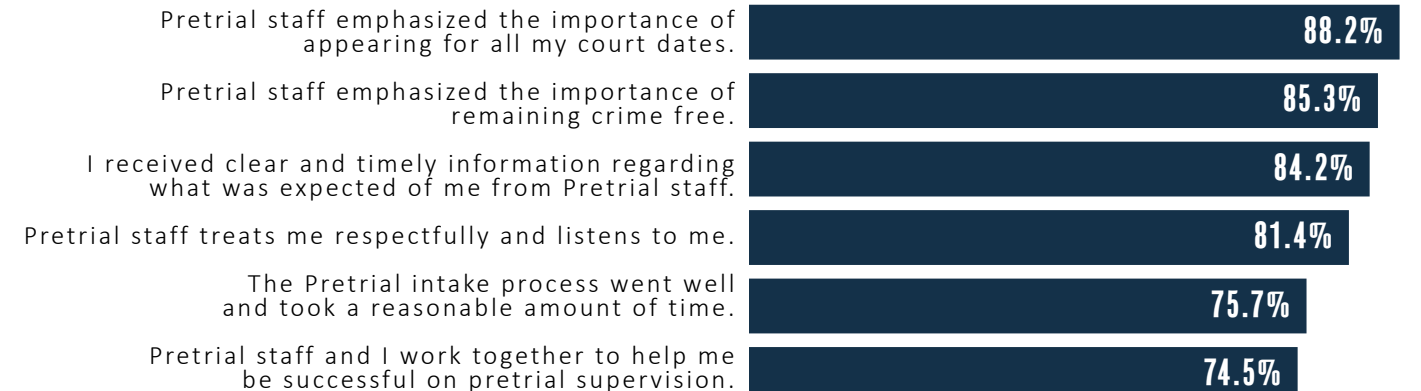 Pretrial staff emphasized the importance of
appearing for all my court dates.
88.2%
Pretrial staff emphasized the importance of
remaining crime free.
85.3%
I received clear and timely information regarding
what was expected of me from Pretrial staff.
84.2%
Pretrial staff treats me respectfully and listens to me.
81.4%
The Pretrial intake process went well
and took a reasonable amount of time.
75.7%
Pretrial staff and I work together to help me
be successful on pretrial supervision.
74.5%